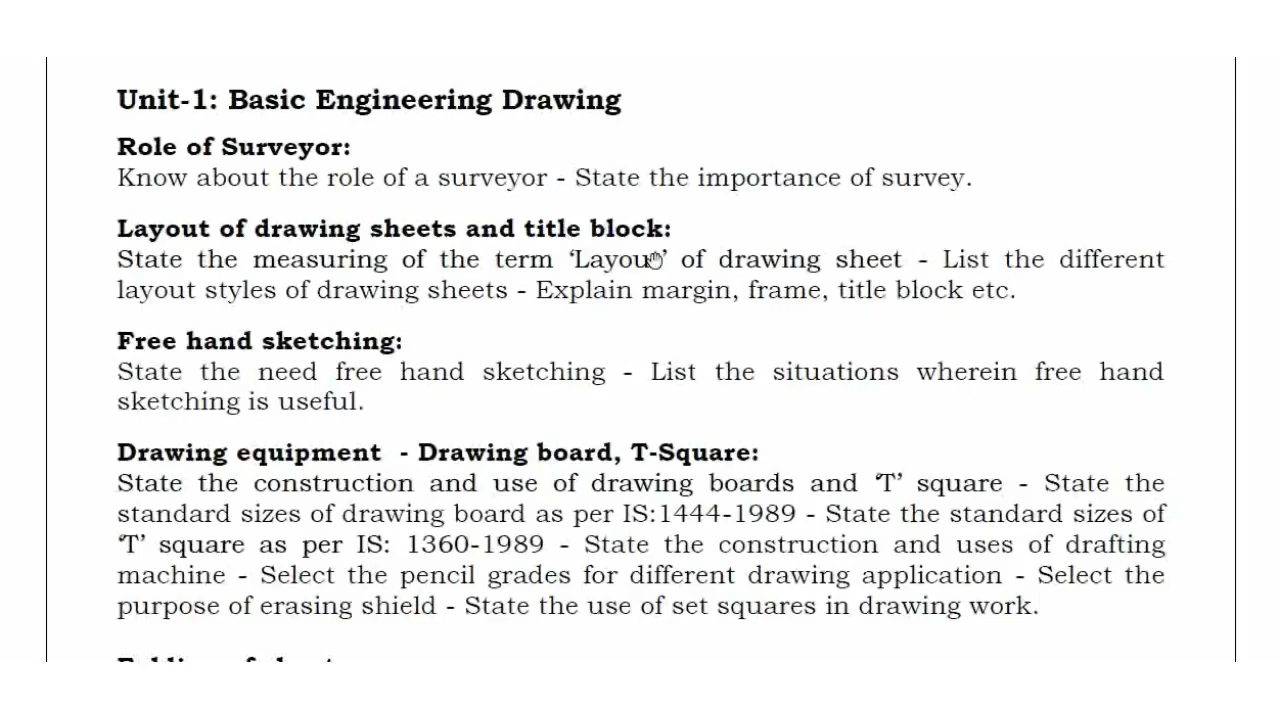 Unit-1: Basic Engineering Drawing
Role of Surveyor:
Know about the role of a surveyor - State the importance of survey.
Layout of drawing sheets and title block:
State the measuring of the term ‘Layout’ of drawing sheet - List the different
layout styles of drawing sheets - Explain margin, frame, title block etc.
Free hand sketching:
State the need free hand sketching - List the situations wherein free hand
sketching is useful.
Drawing equipment - Drawing board, T-Square:
State the construction and use of drawing boards and ‘T’ square - State the
standard sizes of drawing board as per IS:1444-1989 - State the standard sizes of
‘T’ square as per IS: 1360-1989 - State the construction and uses of drafting
machine - Select the pencil grades for different drawing application - Select the
purpose of erasing shield - State the use of set squares in drawing work.